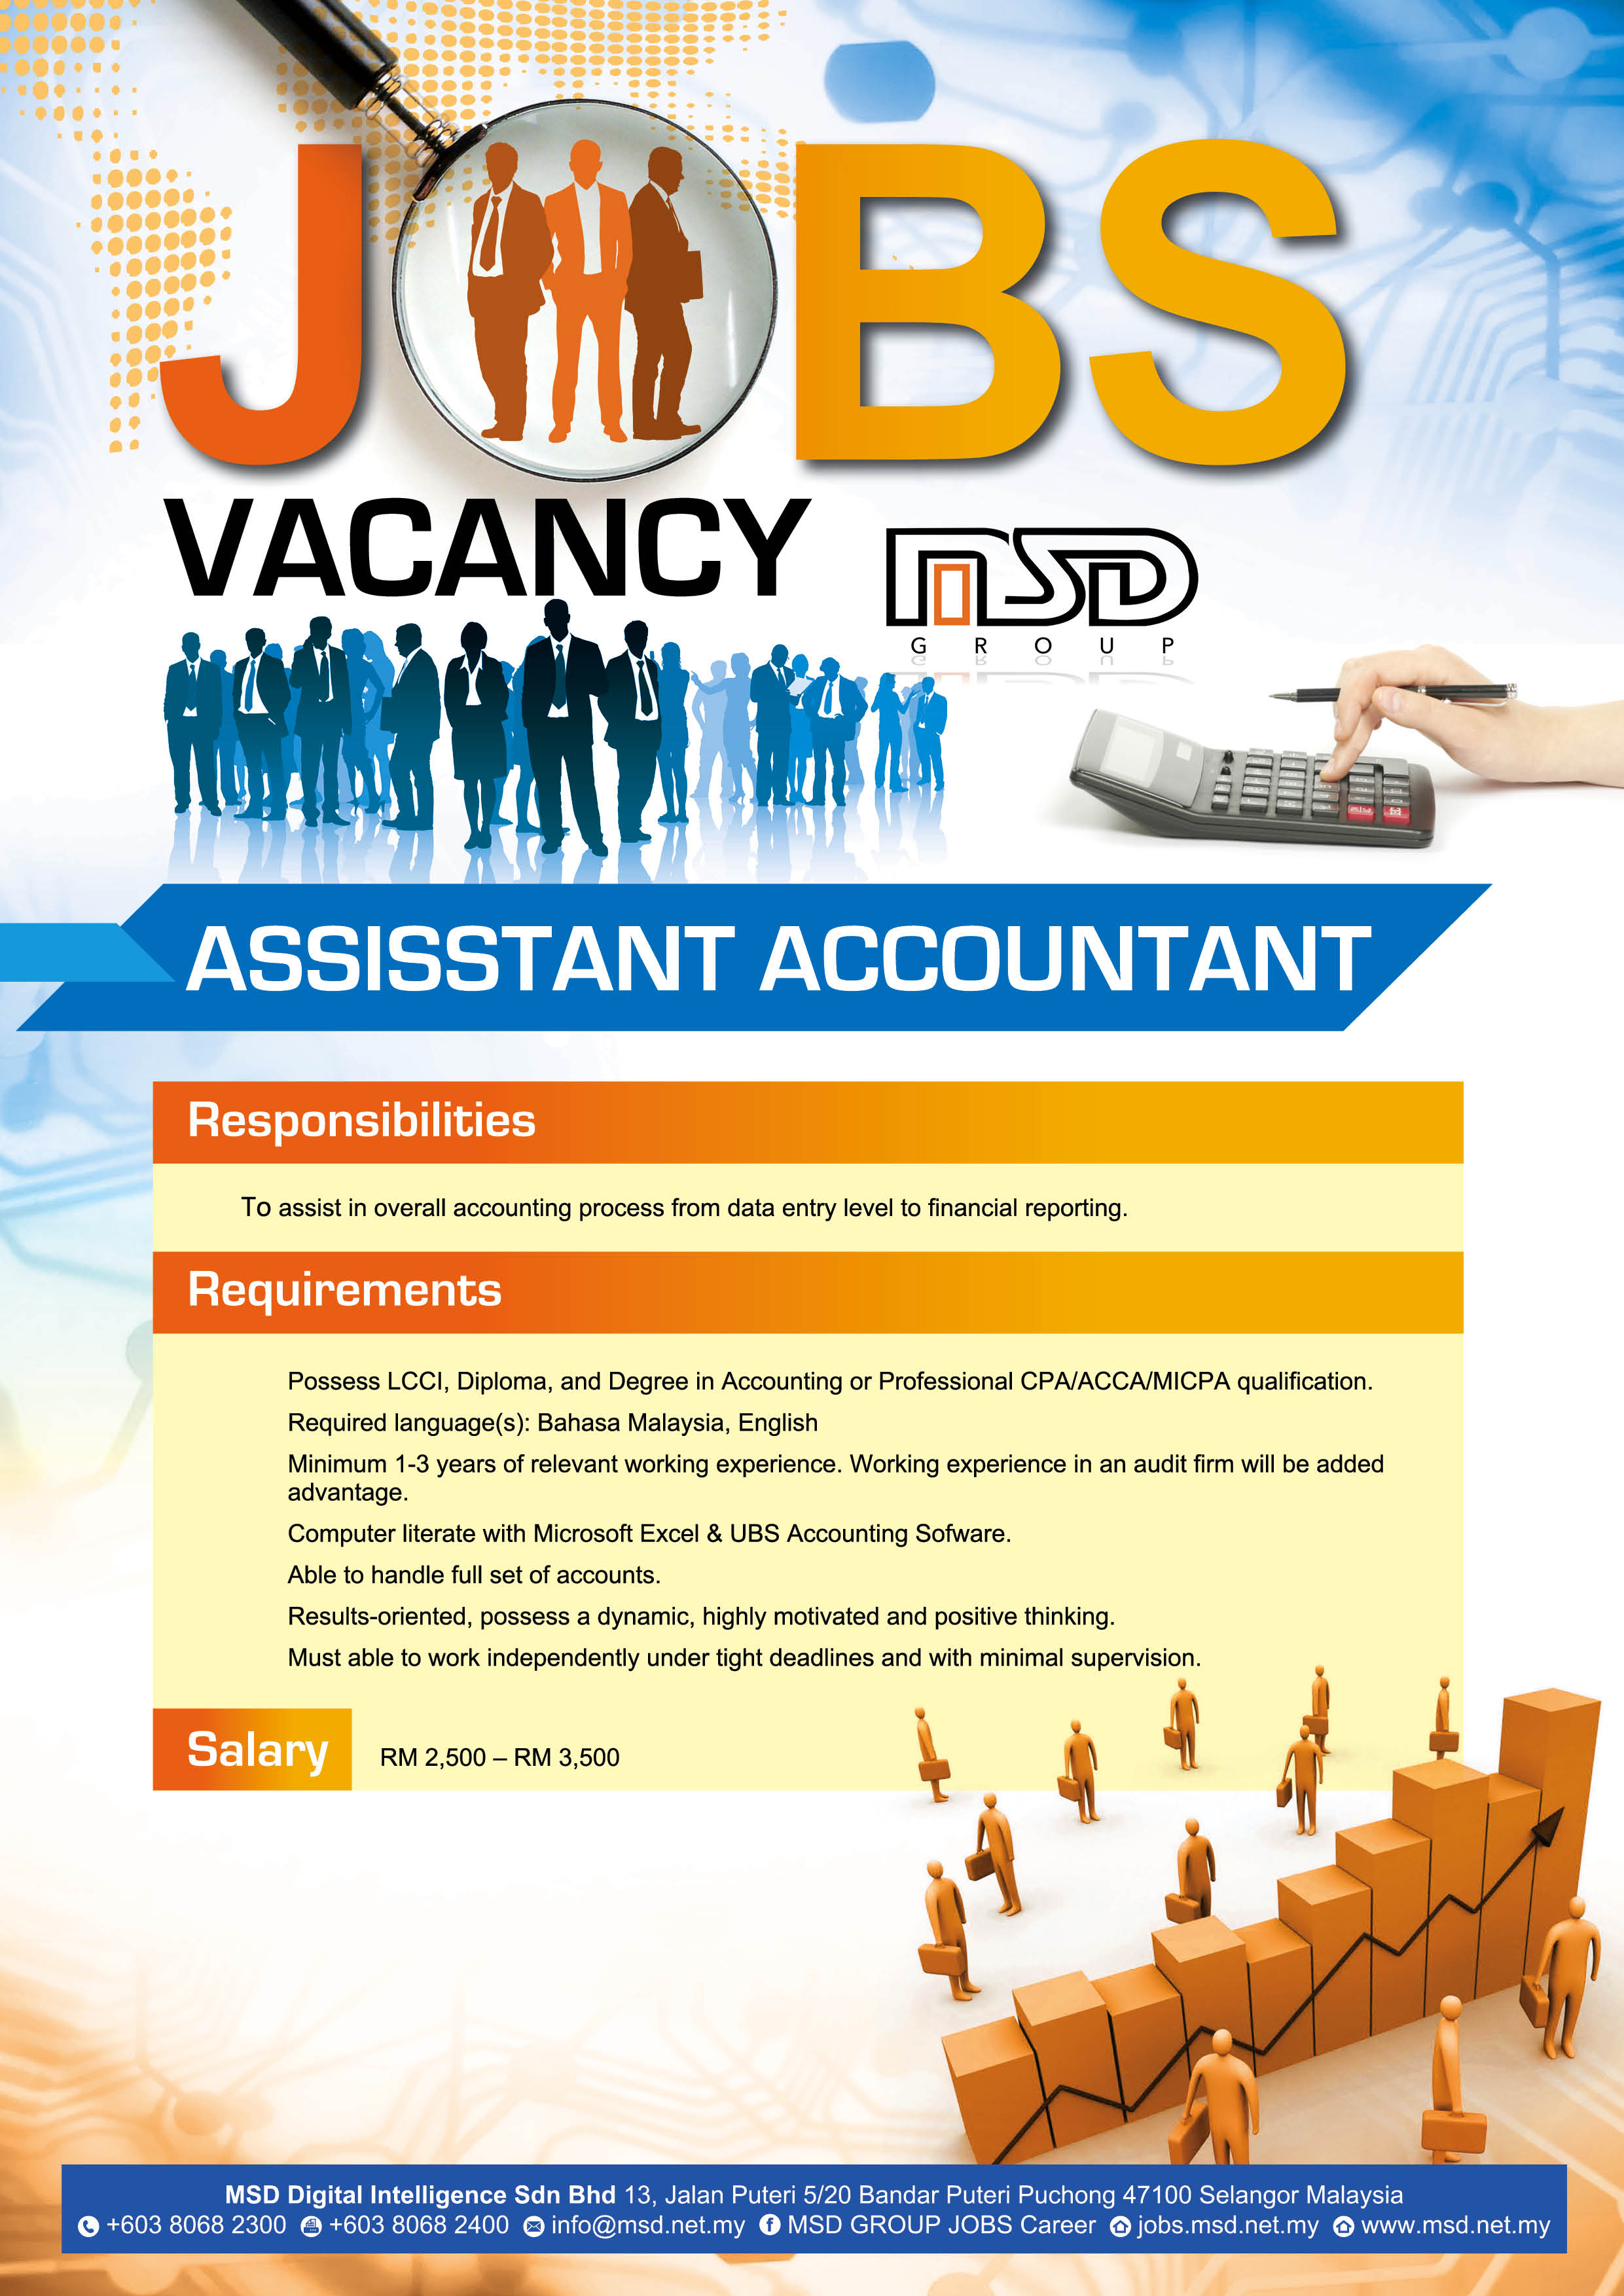 JOBS
VACANCY
MSD
GROUP
ASSISSTANT ACCOUNTANT
Responsibilities
To assist in overall accounting process from data entry level to financial reporting.
Requirements
Possess LCCI, Diploma, and Degree in Accounting or Professional CPA/ACCA/MICPA qualification.
Required language(s): Bahasa Malaysia, English
Minimum 1-3 years of relevant working experience. Working experience in an audit firm will be added
advantage.
Computer literate with Microsoft Excel & UBS Accounting Sofware.
Able to handle full set of accounts.
Results-oriented, possess a dynamic, highly motivated and positive thinking.
Must able to work independently under tight deadlines and with minimal supervision.
Salary RM 2,500 – RM 3,500
MSD Digital Intelligence Sdn Bhd 13, Jalan Puteri 5/20 Bandar Puteri Puchong 47100 Selangor Malaysia
+603 8068 2300 +603 8068 2400 info@msd.net.my MSD GROUP JOBS Career jobs.msd.net.my www.msd.net.my